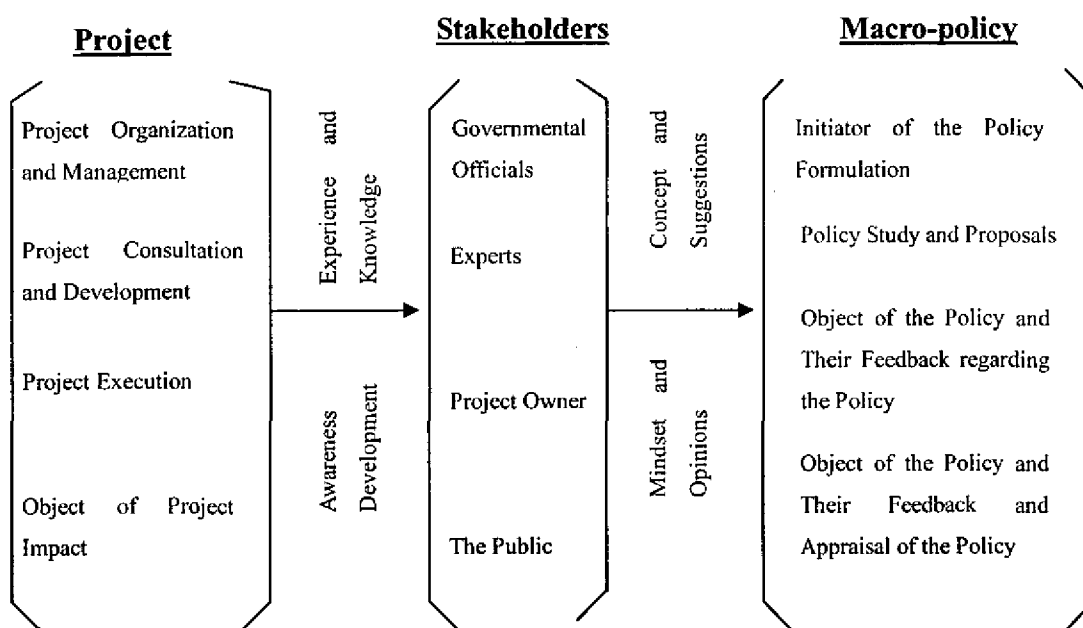 Project
Stakeholders
Macro-policy
Project Organization
and Management
Project Consultation
and Development
Project Execution
Object of Project
Impact
Experience and
Knowledge
Awareness
Development
Governmental
Officials
Experts
Project Owner
The Public
Concept and
Suggestions
Mindset and
Opinions
Initiator of the Policy
Formulation
Policy Study and Proposals
Object of the Policy and
Their Feedback regarding
the Policy
Object of the Policy and
Their Feedback and
Appraisal of the Policy